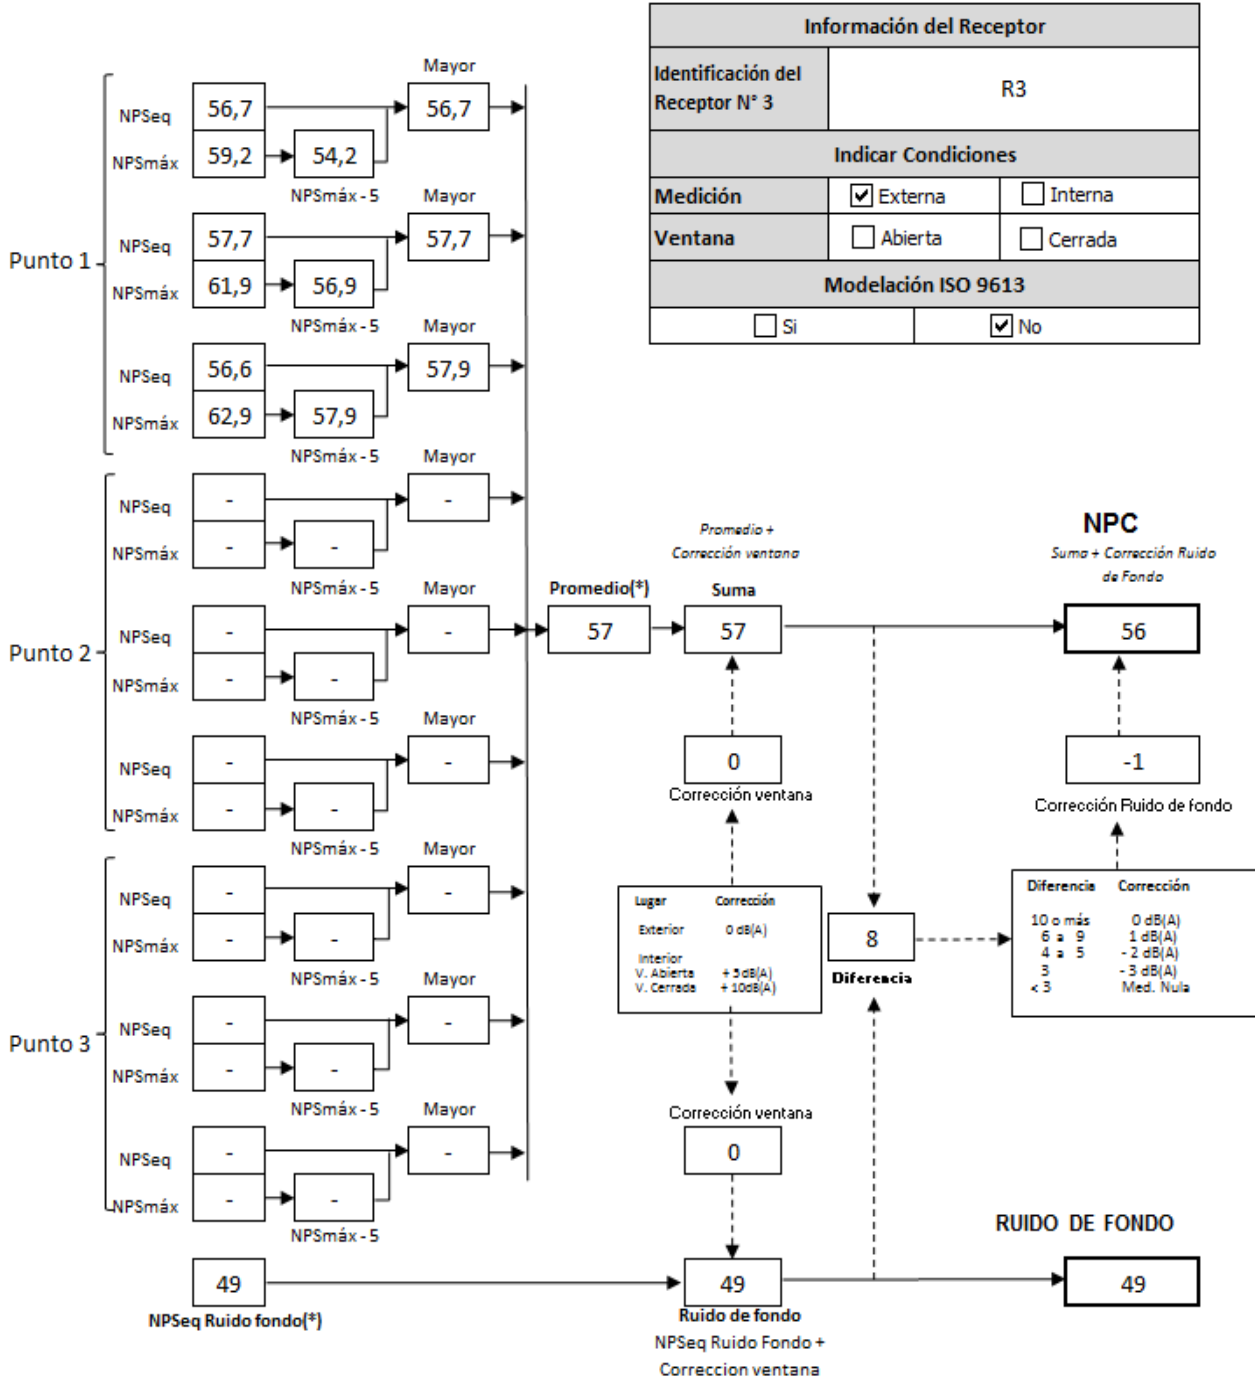 Información del Receptor
Identificación del Receptor N° 3
R3
Indicar Condiciones
Medición
Externa
Interna
Ventana
Abierta
Cerrada
Modelación ISO 9613
Si
No
Punto 1
Mayor
NPSeq
56,7
56,7
NPSmáx
59,2
54,2
NPSmáx - 5
Mayor
NPSeq
57,7
57,7
NPSmáx
61,9
56,9
NPSmáx - 5
Mayor
NPSeq
56,6
57,9
NPSmáx
62,9
57,9
NPSmáx - 5
Punto 2
Mayor
NPSeq
-
-
NPSmáx
-
-
NPSmáx - 5
Mayor
NPSeq
-
-
NPSmáx
-
-
NPSmáx - 5
Mayor
NPSeq
-
-
NPSmáx
-
-
NPSmáx - 5
Punto 3
Mayor
NPSeq
-
-
NPSmáx
-
-
NPSmáx - 5
Mayor
NPSeq
-
-
NPSmáx
-
-
NPSmáx - 5
Mayor
NPSeq
-
-
NPSmáx
-
-
NPSmáx - 5
Promedio(*)
57
Promedio +
Corrección ventana
Suma
57
NPC
Suma + Corrección Ruido
de Fondo
56
0
Corrección ventana
-1
Corrección Ruido de fondo
Lugar Corrección
Exterior 0 dB(A)
Interior
V. Abierta + 5 dB(A)
V. Cerrada + 10dB(A)
8
Diferencia
Diferencia Corrección
10 o más 0 dB(A)
6 a 9 1 dB(A)
4 a 5 - 2 dB(A)
3 - 3 dB(A)
< 3 Med. Nula
Corrección ventana
0
49
NPSeq Ruido fondo(*)
49
Ruido de fondo
NPSeq Ruido Fondo +
Correccion ventana
RUIDO DE FONDO
49